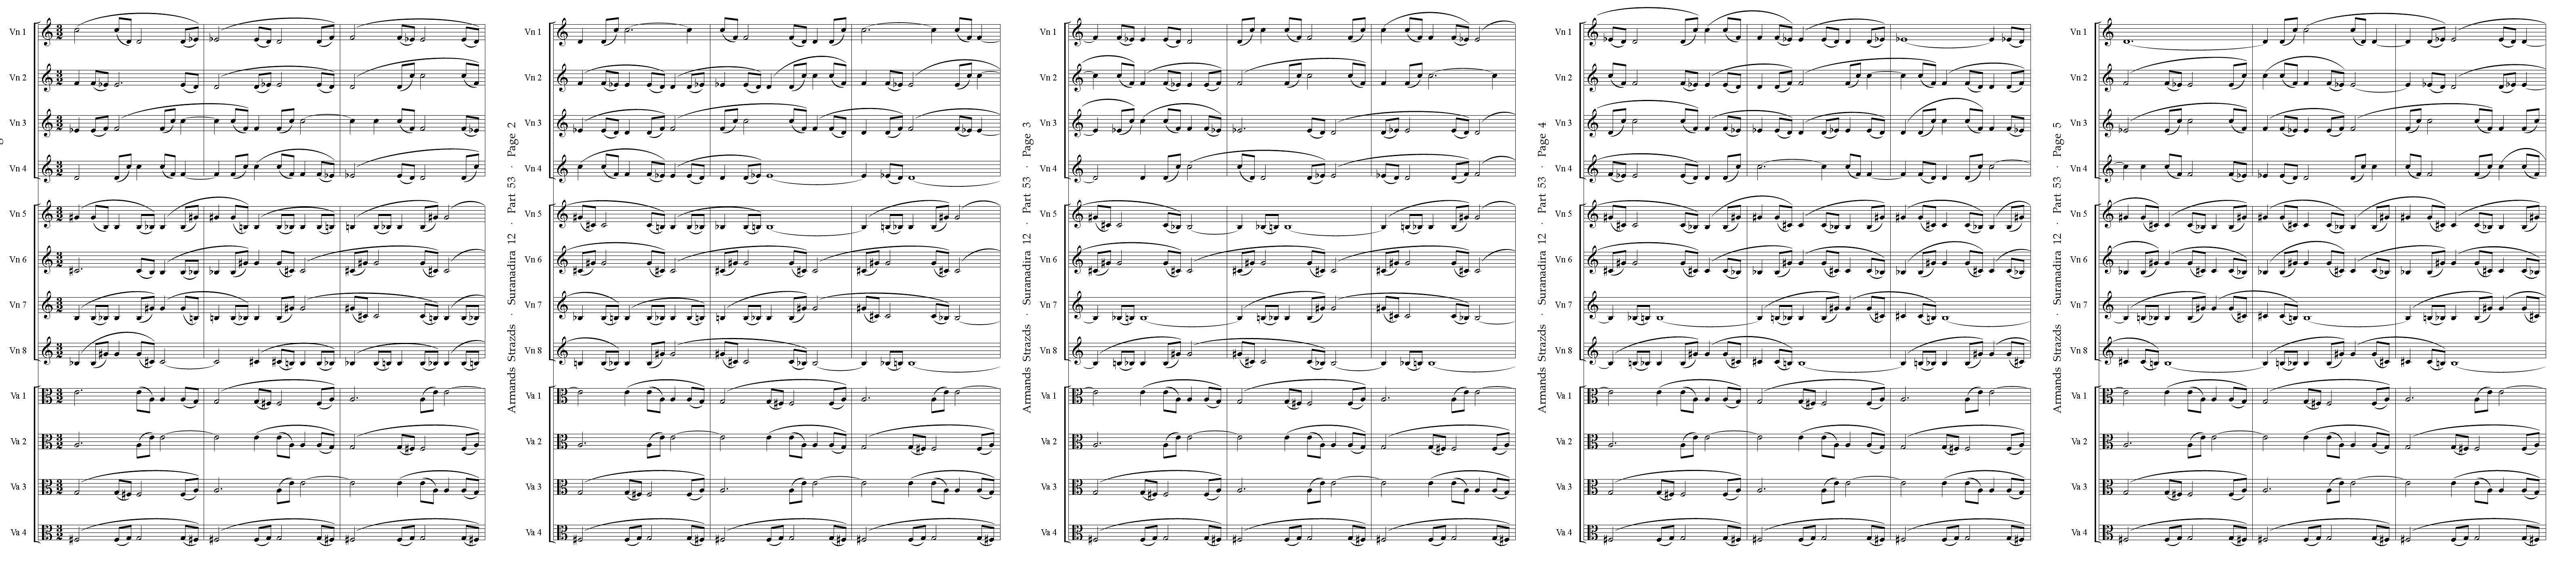 Vn 1
Vn 2
Vn 3
Vn 4
Vn 5
Vn 6
Vn 7
Vn 8
Va 1
Va 2
Va 3
Va 4
Armands Strazds · Suranadira 12 · Part 53 · Page 2
Vn 1
Vn 2
Vn 3
Vn 4
Vn 5
Vn 6
Vn 7
Vn 8
Va 1
Va 2
Va 3
Va 4
Armands Strazds · Suranadira 12 · Part 53 · Page 3
Vn 1
Vn 2
Vn 3
Vn 4
Vn 5
Vn 6
Vn 7
Vn 8
Va 1
Va 2
Va 3
Va 4
Armands Strazds · Suranadira 12 · Part 53 · Page 4
Vn 1
Vn 2
Vn 3
Vn 4
Vn 5
Vn 6
Vn 7
Vn 8
Va 1
Va 2
Va 3
Va 4
Armands Strazds · Suranadira 12 · Part 53 · Page 5
Vn 1
Vn 2
Vn 3
Vn 4
Vn 5
Vn 6
Vn 7
Vn 8
Va 1
Va 2
Va 3
Va 4